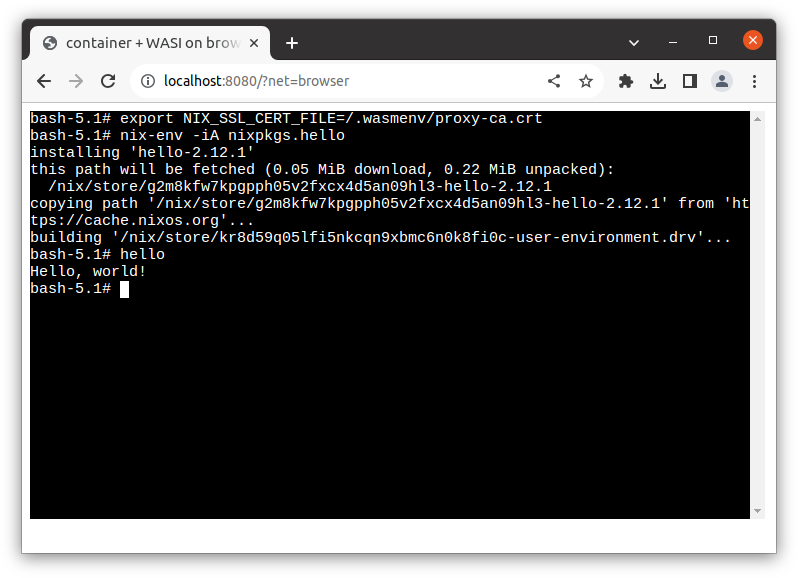 container + WASI on brow
localhost:8080/?net=browser
bash-5.1# export NIX_SSL_CERT_FILE=/.wasmenv/proxy-ca.crt
bash-5.1# nix-env -iA nixpkgs.hello
installing 'hello-2.12.1'
this path will be fetched (0.05 MiB download, 0.22 MiB unpacked):
  /nix/store/g2m8kfw7kpgpph05v2fxcx4d5an09hl3-hello-2.12.1
copying path '/nix/store/g2m8kfw7kpgpph05v2fxcx4d5an09hl3-hello-2.12.1' from 'ht
tps://cache.nixos.org'...
building '/nix/store/kr8d59q05lfi5nkcqn9xbmc6n0k8fi0c-user-environment.drv'...
bash-5.1# hello
Hello, world!
bash-5.1#